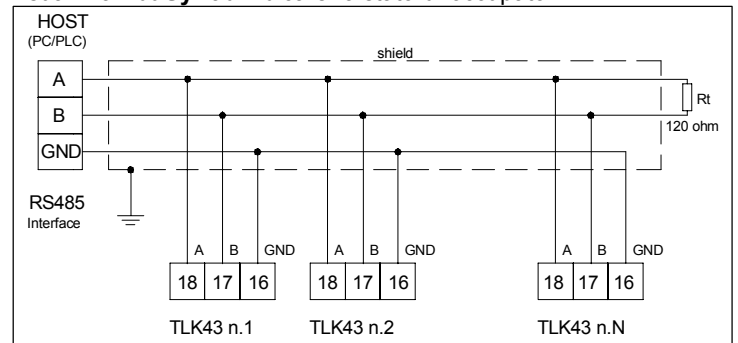 HOST
(PC/PLC)
shield
A
B
GND
Rt
120 ohm
RS485
Interface
A B GND A B GND A B GND
18 17 16 18 17 16 18 17 16
TLK43 n.1 TLK43 n.2 TLK43 n.N